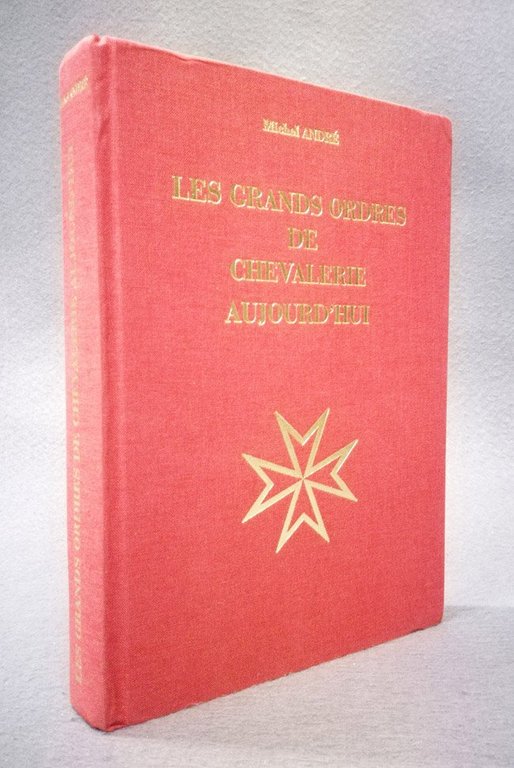 Michel ANDRÉ
LES GRANDS ORDRES
DE
CHEVALERIE
AUJOURD'HUI
LES GRANDS ORDRES DE CHEVALERIE AUJOURD'HUI